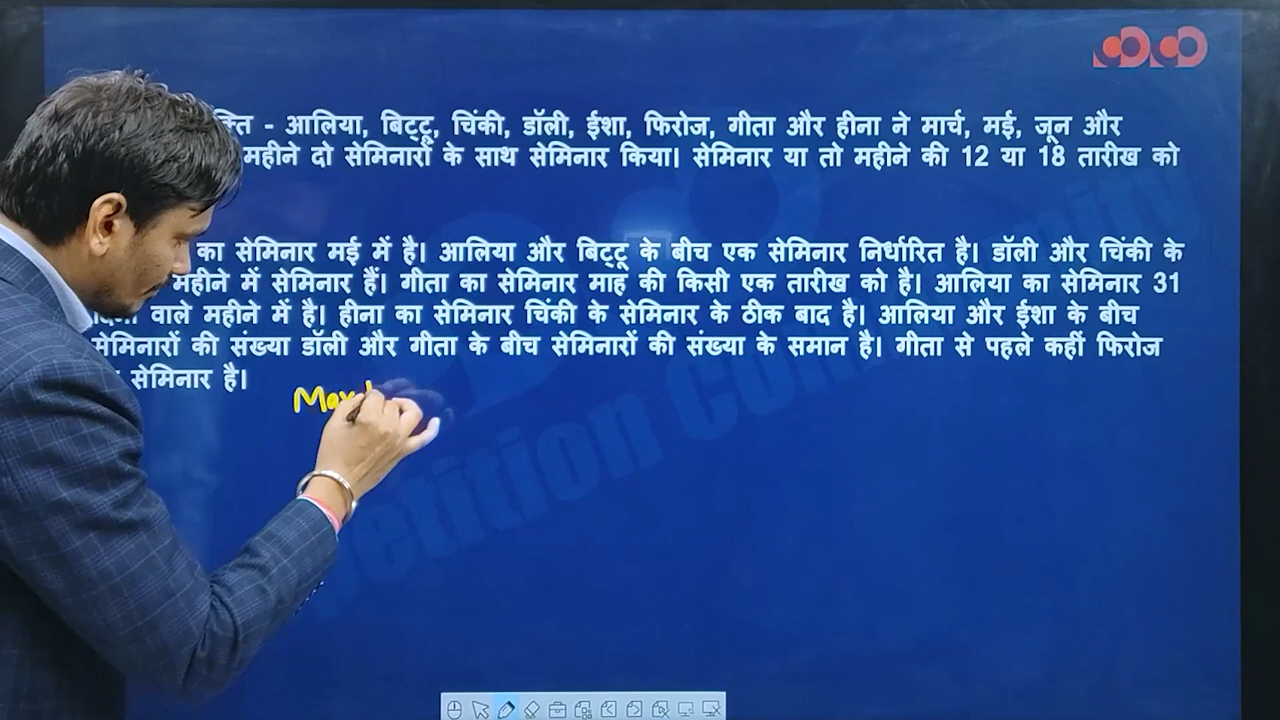 - आलिया, बिट्टू, चिंकी, डॉली, ईशा, फिरोज, गीता और हीना ने मार्च, मई, जून और
महीने दो सेमिनारों के साथ सेमिनार किया। सेमिनार या तो महीने की 12 या 18 तारीख को
का सेमिनार मई में है। आलिया और बिट्टू के बीच एक सेमिनार निर्धारित है। डॉली और चिंकी के
महीने में सेमिनार हैं। गीता का सेमिनार माह की किसी एक तारीख को है। आलिया का सेमिनार 31
वाले महीने में है। हीना का सेमिनार चिंकी के सेमिनार के ठीक बाद है। आलिया और ईशा के बीच
सेमिनारों की संख्या डॉली और गीता के बीच सेमिनारों की संख्या के समान है। गीता से पहले कहीं फिरोज
सेमिनार है।